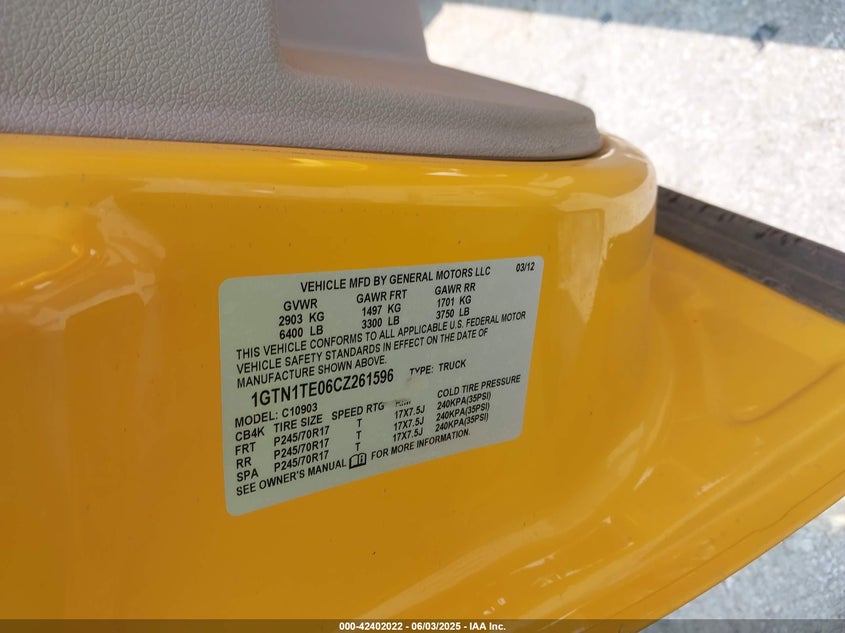 VEHICLE MFD BY GENERAL MOTORS LLC 03/12
GVWR GAWR FRT GAWR RR
2903 KG 1497 KG 1701 KG
6400 LB 3300 LB 3750 LB
THIS VEHICLE CONFORMS TO ALL APPLICABLE U.S. FEDERAL MOTOR
VEHICLE SAFETY STANDARDS IN EFFECT ON THE DATE OF
MANUFACTURE SHOWN ABOVE.
1GTN1TE06CZ261596 TYPE: TRUCK
MODEL: C10903
CB4K TIRE SIZE SPEED RTG RIM COLD TIRE PRESSURE
FRT P245/70R17 T 17X7.5J 240KPA(35PSI)
RR P245/70R17 T 17X7.5J 240KPA(35PSI)
SPA P245/70R17 T 17X7.5J 240KPA(35PSI)
SEE OWNER'S MANUAL FOR MORE INFORMATION.
000-42402022 - 06/03/2025 - IAA Inc.